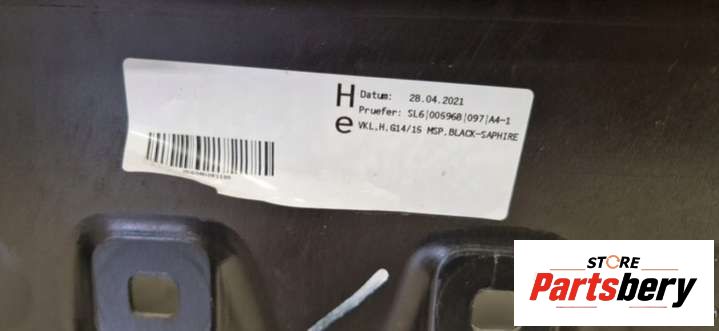 H
e
Datum: 28.04.2021
Pruefer: SL6|005968|097|A4-1
VKL.H.G14/15 MSP.BLACK-SAPHIRE
STORE
Partsbery